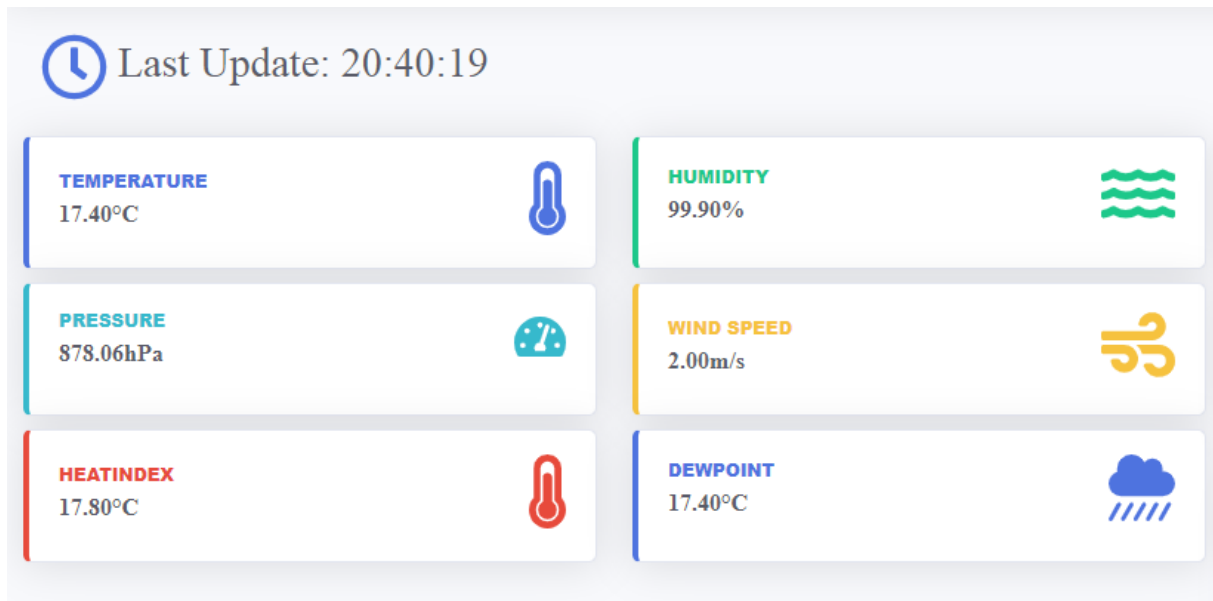 Last Update: 20:40:19
TEMPERATURE
17.40°C
HUMIDITY
99.90%
PRESSURE
878.06hPa
WIND SPEED
2.00m/s
HEATINDEX
17.80°C
DEWPOINT
17.40°C